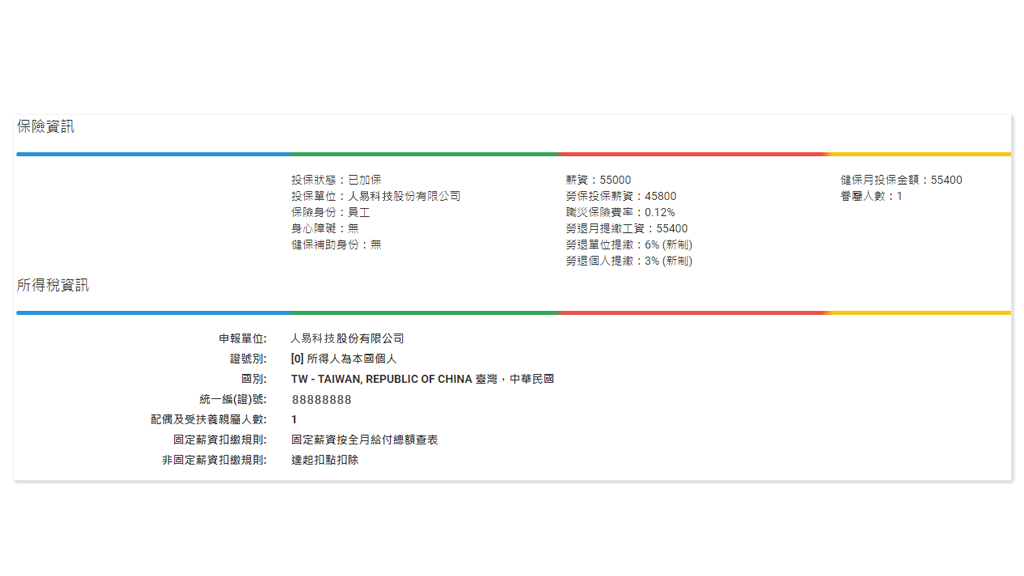 保險資訊
投保狀態：已加保
投保單位：人易科技股份有限公司
保險身份：員工
身心障礙：無
健保補助身份：無
薪資：55000
勞保投保薪資：45800
職災保險費率：0.12%
勞退月提繳工資：55400
勞退單位提繳：6% (新制)
勞退個人提繳：3% (新制)
健保月投保金額：55400
眷屬人數：1
所得稅資訊
申報單位: 人易科技股份有限公司
證號別: [0] 所得人為本國個人
國別: TW - TAIWAN, REPUBLIC OF CHINA 臺灣，中華民國
統一編(證)號: 88888888
配偶及受扶養親屬人數: 1
固定薪資扣繳規則: 固定薪資按全月給付總額查表
非固定薪資扣繳規則: 達起扣點扣除